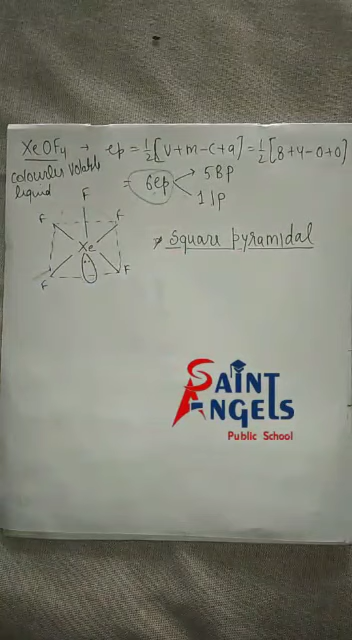 XeOF4 → ep = 1/2[V+M-C+a] = 1/2[8+4-0+0]
colourless volatile
liquid
= 6ep → 5BP
→ 1 lp
F
F F
Xe
F F
* Square pyramidal
SAINT
ANGELS
Public School